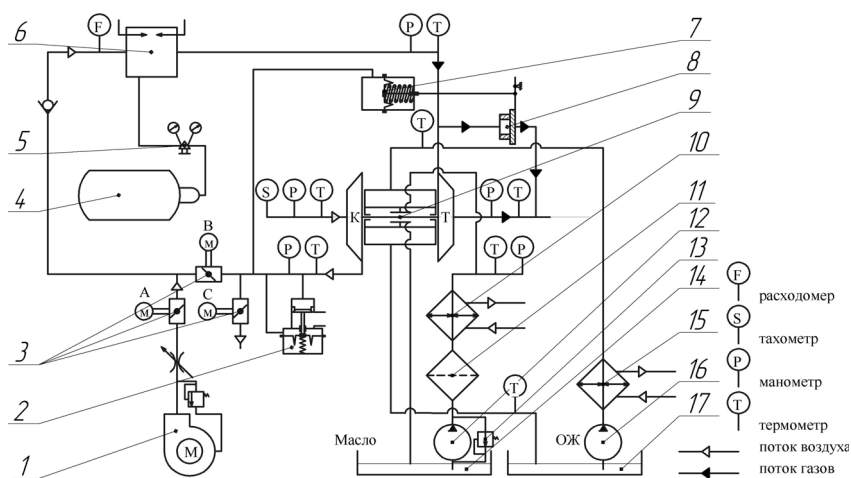 6
F
P
T
7
8
9
10
11
12
13
14
15
16
17
5
4
3
2
1
T
S
P
T
К
Т
P
T
B
М
P
T
T
P
A
М
C
М
T
М
Масло
ОЖ
F
расходомер
S
тахометр
P
манометр
T
термометр
поток воздуха
поток газов